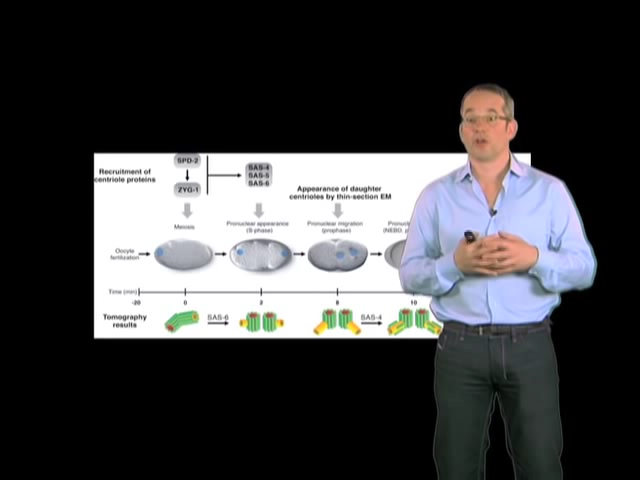 Recruitment of
centriole proteins
SPD-2
ZYG-1
SAS-4
SAS-5
SAS-6
Appearance of daughter
centrioles by thin-section EM
Meiosis
Pronuclear appearance
(S phase)
Pronuclear migration
(prophase)
(NEBD,
Oocyte
fertilization
Time (min)
-20 0 2 8 10
Tomography
results
SAS-6
SAS-4